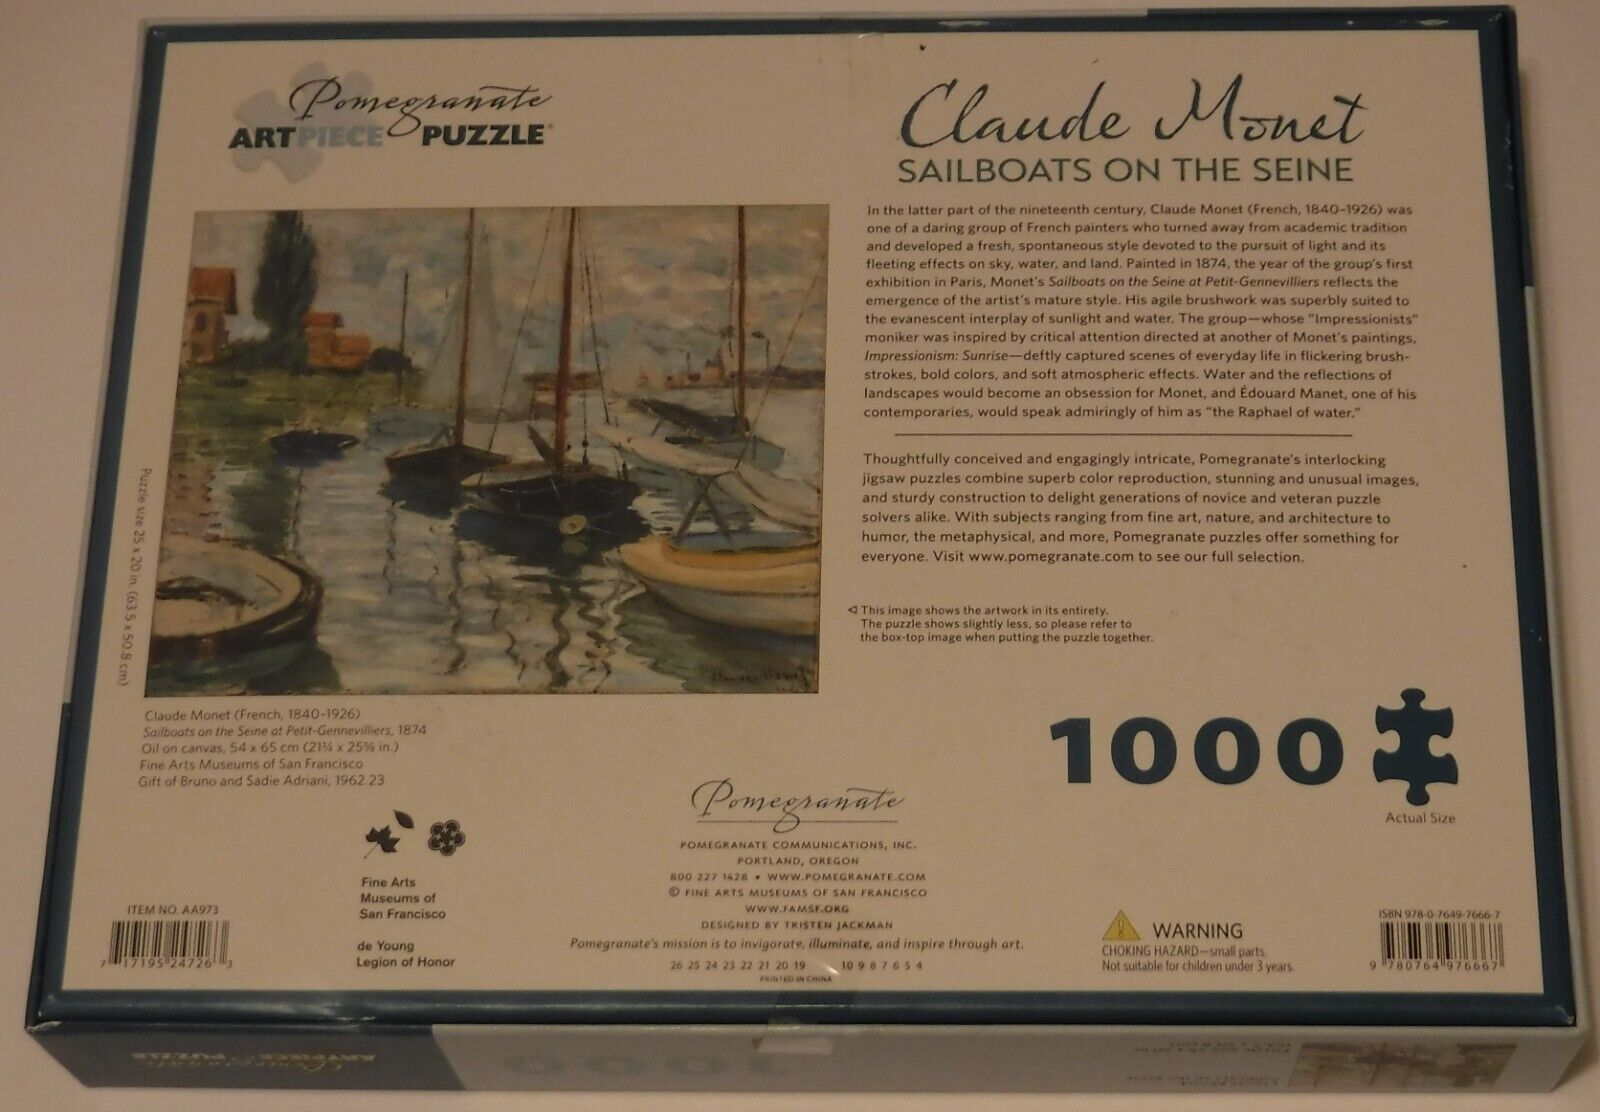 Pomegranate
ARTPIECE PUZZLE®
Claude Monet
SAILBOATS ON THE SEINE
In the latter part of the nineteenth century, Claude Monet (French, 1840–1926) was
one of a daring group of French painters who turned away from academic tradition
and developed a fresh, spontaneous style devoted to the pursuit of light and its
fleeting effects on sky, water, and land. Painted in 1874, the year of the group's first
exhibition in Paris, Monet's Sailboats on the Seine at Petit-Gennevilliers reflects the
emergence of the artist's mature style. His agile brushwork was superbly suited to
the evanescent interplay of sunlight and water. The group—whose "Impressionists"
moniker was inspired by critical attention directed at another of Monet's paintings,
Impressionism: Sunrise—deftly captured scenes of everyday life in flickering brush-
strokes, bold colors, and soft atmospheric effects. Water and the reflections of
landscapes would become an obsession for Monet, and Édouard Manet, one of his
contemporaries, would speak admiringly of him as "the Raphael of water."
Thoughtfully conceived and engagingly intricate, Pomegranate's interlocking
jigsaw puzzles combine superb color reproduction, stunning and unusual images,
and sturdy construction to delight generations of novice and veteran puzzle
solvers alike. With subjects ranging from fine art, nature, and architecture to
humor, the metaphysical, and more, Pomegranate puzzles offer something for
everyone. Visit www.pomegranate.com to see our full selection.
◁ This image shows the artwork in its entirety.
The puzzle shows slightly less, so please refer to
the box-top image when putting the puzzle together.
Puzzle size 25 x 20 in. (63.5 x 50.8 cm)
Claude Monet
Claude Monet (French, 1840–1926)
Sailboats on the Seine at Petit-Gennevilliers, 1874
Oil on canvas, 54 x 65 cm (21¼ x 25⅝ in.)
Fine Arts Museums of San Francisco
Gift of Bruno and Sadie Adriani, 1962.23
1000
Actual Size
Fine Arts
Museums of
San Francisco
de Young
Legion of Honor
ITEM NO. AA973
7 17195 24726 3
Pomegranate
POMEGRANATE COMMUNICATIONS, INC.
PORTLAND, OREGON
800 227 1428 • WWW.POMEGRANATE.COM
© FINE ARTS MUSEUMS OF SAN FRANCISCO
WWW.FAMSF.ORG
DESIGNED BY TRISTEN JACKMAN
Pomegranate's mission is to invigorate, illuminate, and inspire through art.
26 25 24 23 22 21 20 19 10 9 8 7 6 5 4
PRINTED IN CHINA
WARNING
CHOKING HAZARD—small parts.
Not suitable for children under 3 years.
ISBN 978-0-7649-7666-7
9 780764 976667
Pomegranate
ARTPIECE PUZZLE
1000